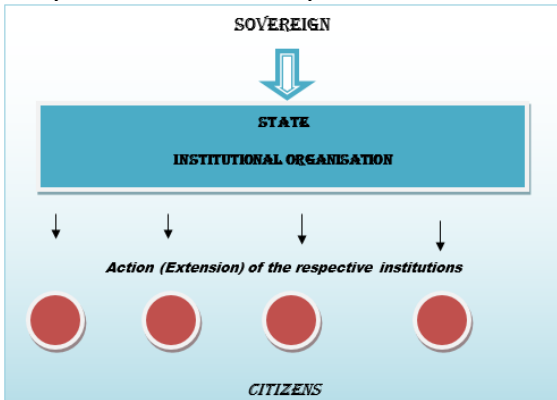 SOVEREIGN
STATE
INSTITUTIONAL ORGANISATION
Action (Extension) of the respective institutions
CITIZENS